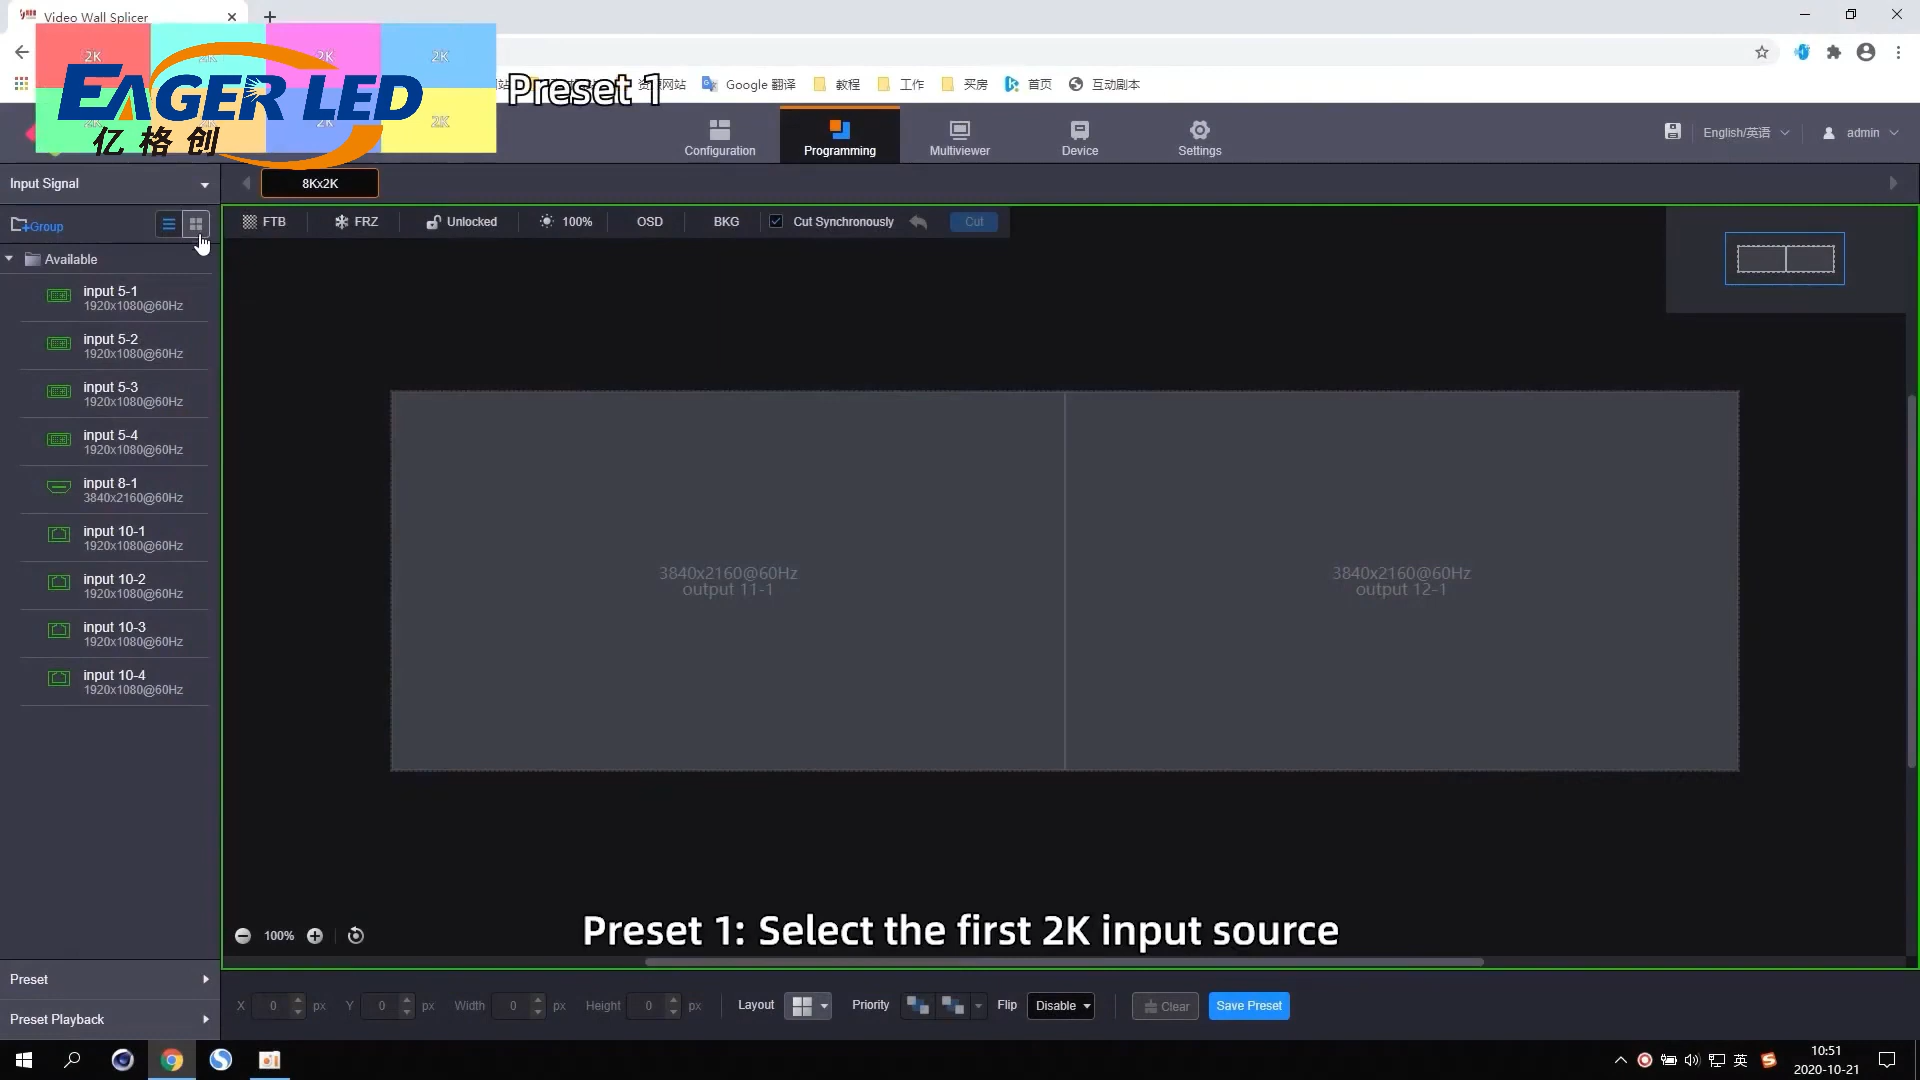 Video Wall Splicer
2K
2K
2K
EAGER LED
亿格创
2K
2K
Preset 1
Google 翻译
教程
工作
买房
首页
互动剧本
Configuration
Programming
Multiviewer
Device
Settings
English/英语
admin
Input Signal
8Kx2K
Group
FTB
FRZ
Unlocked
100%
OSD
BKG
Cut Synchronously
Cut
Available
input 5-1
1920x1080@60Hz
input 5-2
1920x1080@60Hz
input 5-3
1920x1080@60Hz
input 5-4
1920x1080@60Hz
input 8-1
3840x2160@60Hz
input 10-1
1920x1080@60Hz
input 10-2
1920x1080@60Hz
input 10-3
1920x1080@60Hz
input 10-4
1920x1080@60Hz
3840x2160@60Hz
output 11-1
3840x2160@60Hz
output 12-1
100%
Preset 1: Select the first 2K input source
Preset
Preset Playback
X 0 px Y 0 px Width 0 px Height 0 px Layout Priority Flip Disable Clear Save Preset
英
10:51
2020-10-21